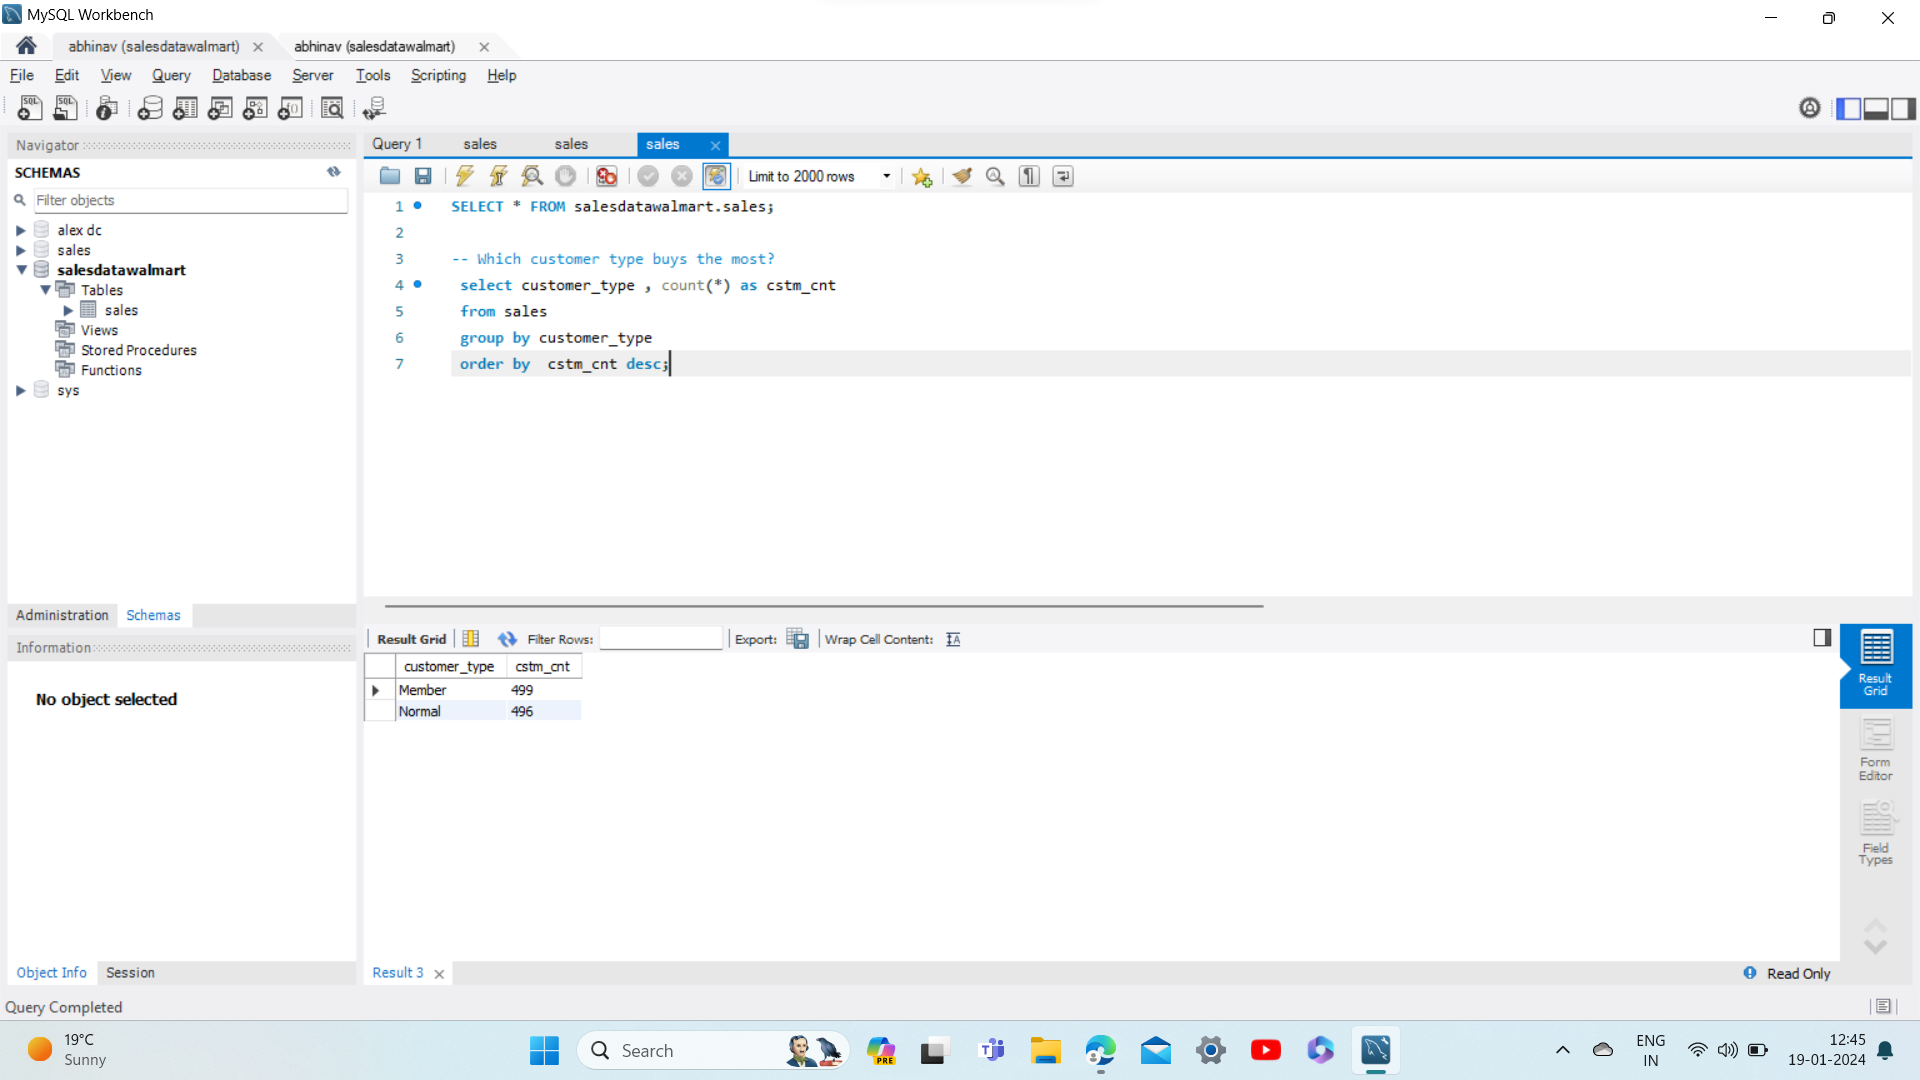 MySQL Workbench
abhinav (salesdatawalmart)
abhinav (salesdatawalmart)
File Edit View Query Database Server Tools Scripting Help
Navigator
SCHEMAS
Filter objects
alex dc
sales
salesdatawalmart
Tables
sales
Views
Stored Procedures
Functions
sys
Administration Schemas
Information
No object selected
Object Info Session
Query 1 sales sales sales
Limit to 2000 rows
1 SELECT * FROM salesdatawalmart.sales;
2
3 -- Which customer type buys the most?
4 select customer_type , count(*) as cstm_cnt
5 from sales
6 group by customer_type
7 order by  cstm_cnt desc;
Result Grid Filter Rows: Export: Wrap Cell Content:
customer_type cstm_cnt
Member 499
Normal 496
Result
Grid
Form
Editor
Field
Types
Result 3
Read Only
Query Completed
19°C
Sunny
Search
PRE
ENG
IN
12:45
19-01-2024